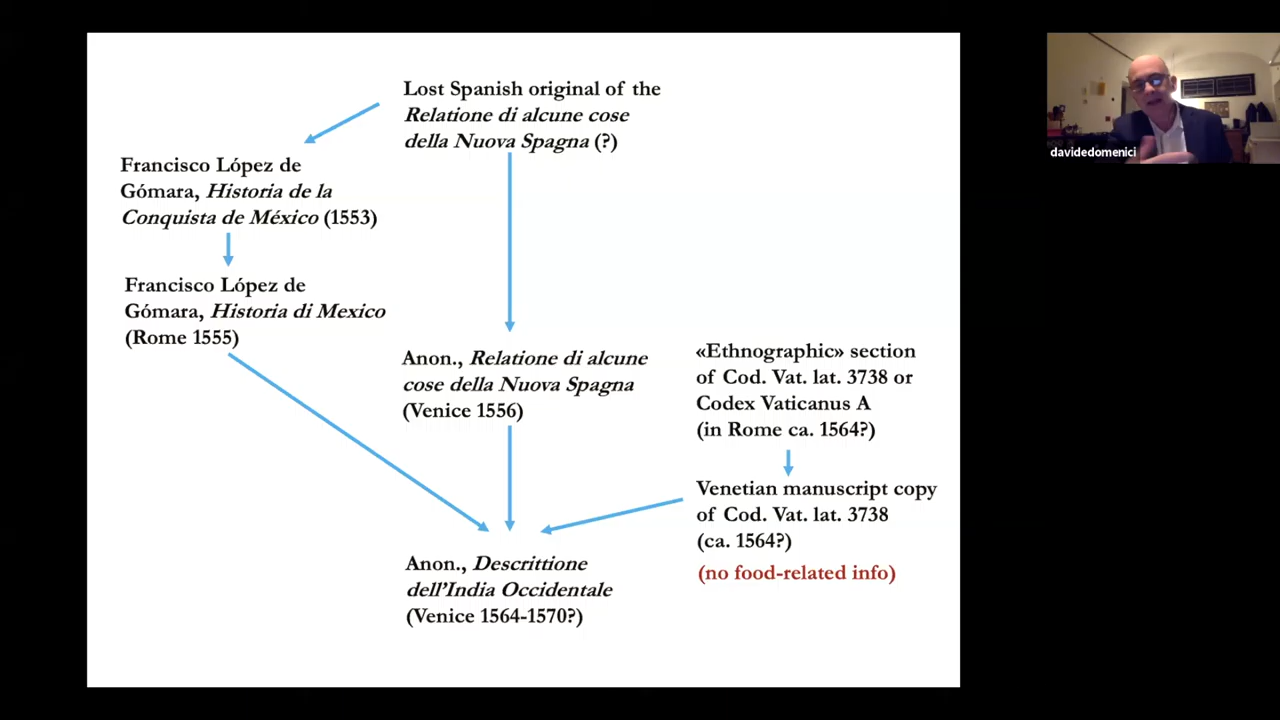 Lost Spanish original of the
Relatione di alcune cose
della Nuova Spagna (?)
Francisco López de
Gómara, Historia de la
Conquista de México (1553)
Francisco López de
Gómara, Historia di Mexico
(Rome 1555)
Anon., Relatione di alcune
cose della Nuova Spagna
(Venice 1556)
«Ethnographic» section
of Cod. Vat. lat. 3738 or
Codex Vaticanus A
(in Rome ca. 1564?)
Venetian manuscript copy
of Cod. Vat. lat. 3738
(ca. 1564?)
(no food-related info)
Anon., Descrittione
dell'India Occidentale
(Venice 1564-1570?)
davidedomenici